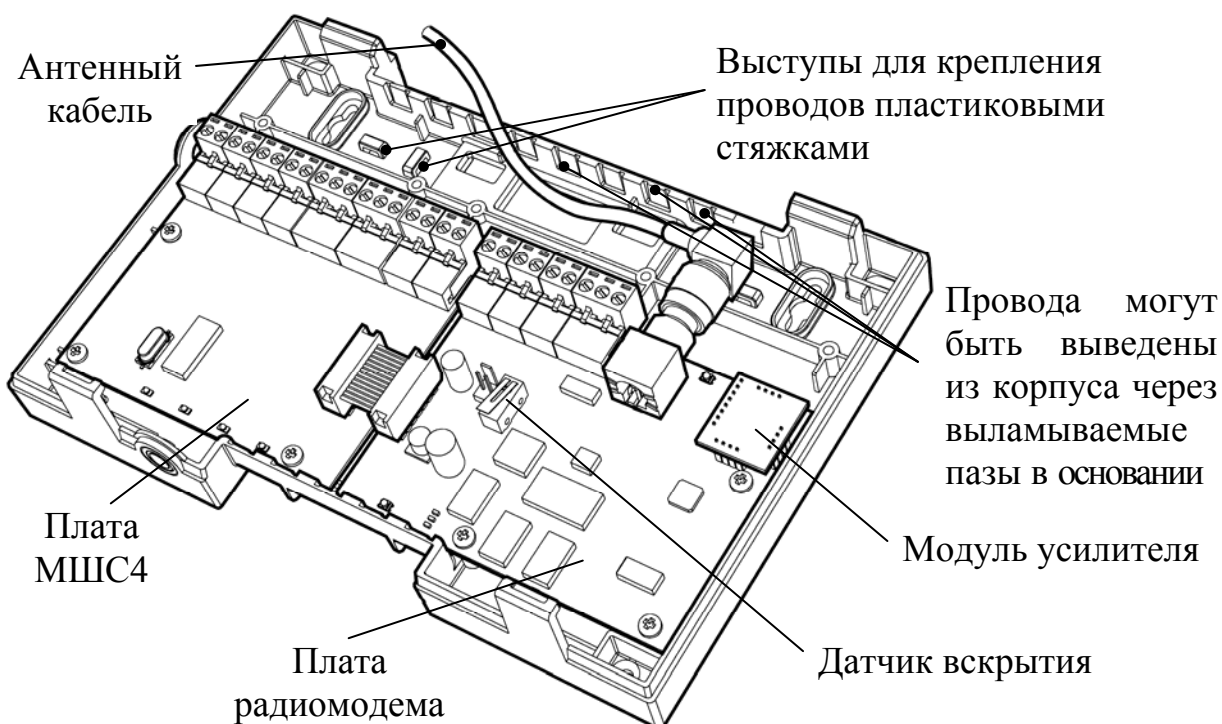 Антенный
кабель
Выступы для крепления
проводов пластиковыми
стяжками
Провода могут
быть выведены
из корпуса через
выламываемые
пазы в основании
Плата
МШС4
Модуль усилителя
Плата
радиомодема
Датчик вскрытия